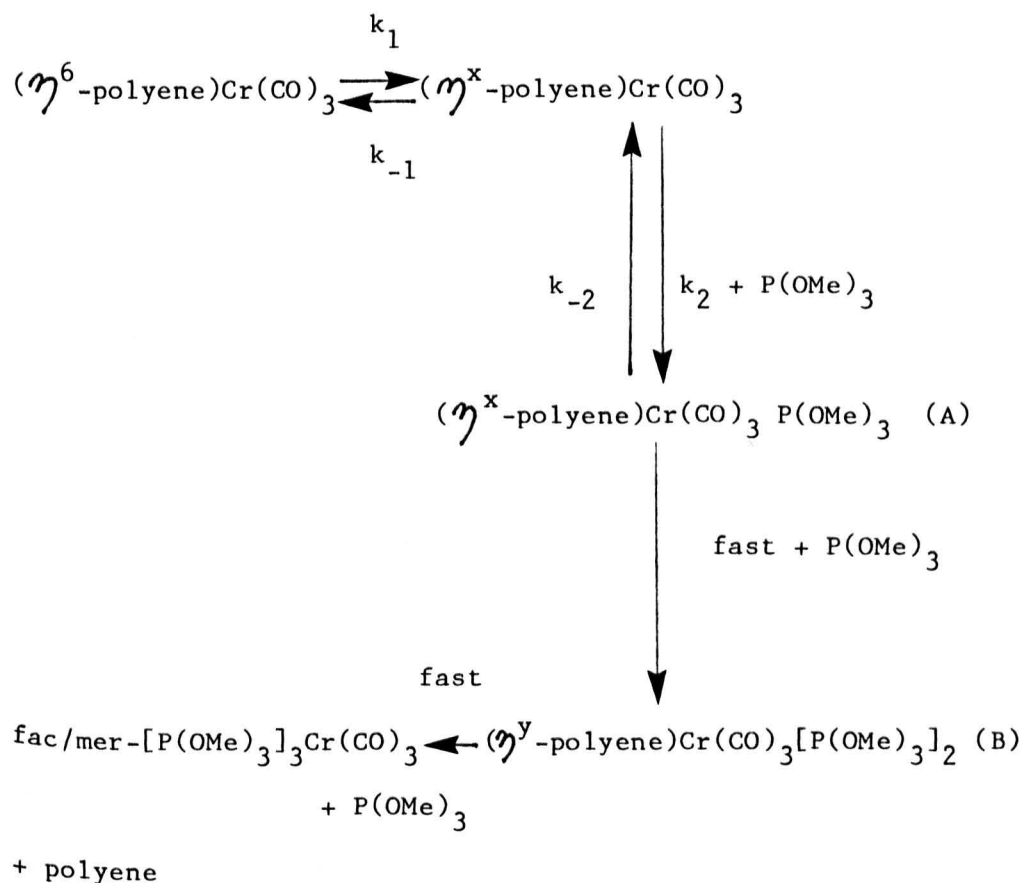 k₁
(η⁶-polyene)Cr(CO)₃ (ηˣ-polyene)Cr(CO)₃
k₋₁
k₋₂ k₂ + P(OMe)₃
(ηˣ-polyene)Cr(CO)₃ P(OMe)₃ (A)
fast + P(OMe)₃
fast
fac/mer-[P(OMe)₃]₃Cr(CO)₃ (ηʸ-polyene)Cr(CO)₃[P(OMe)₃]₂ (B)
+ P(OMe)₃
+ polyene